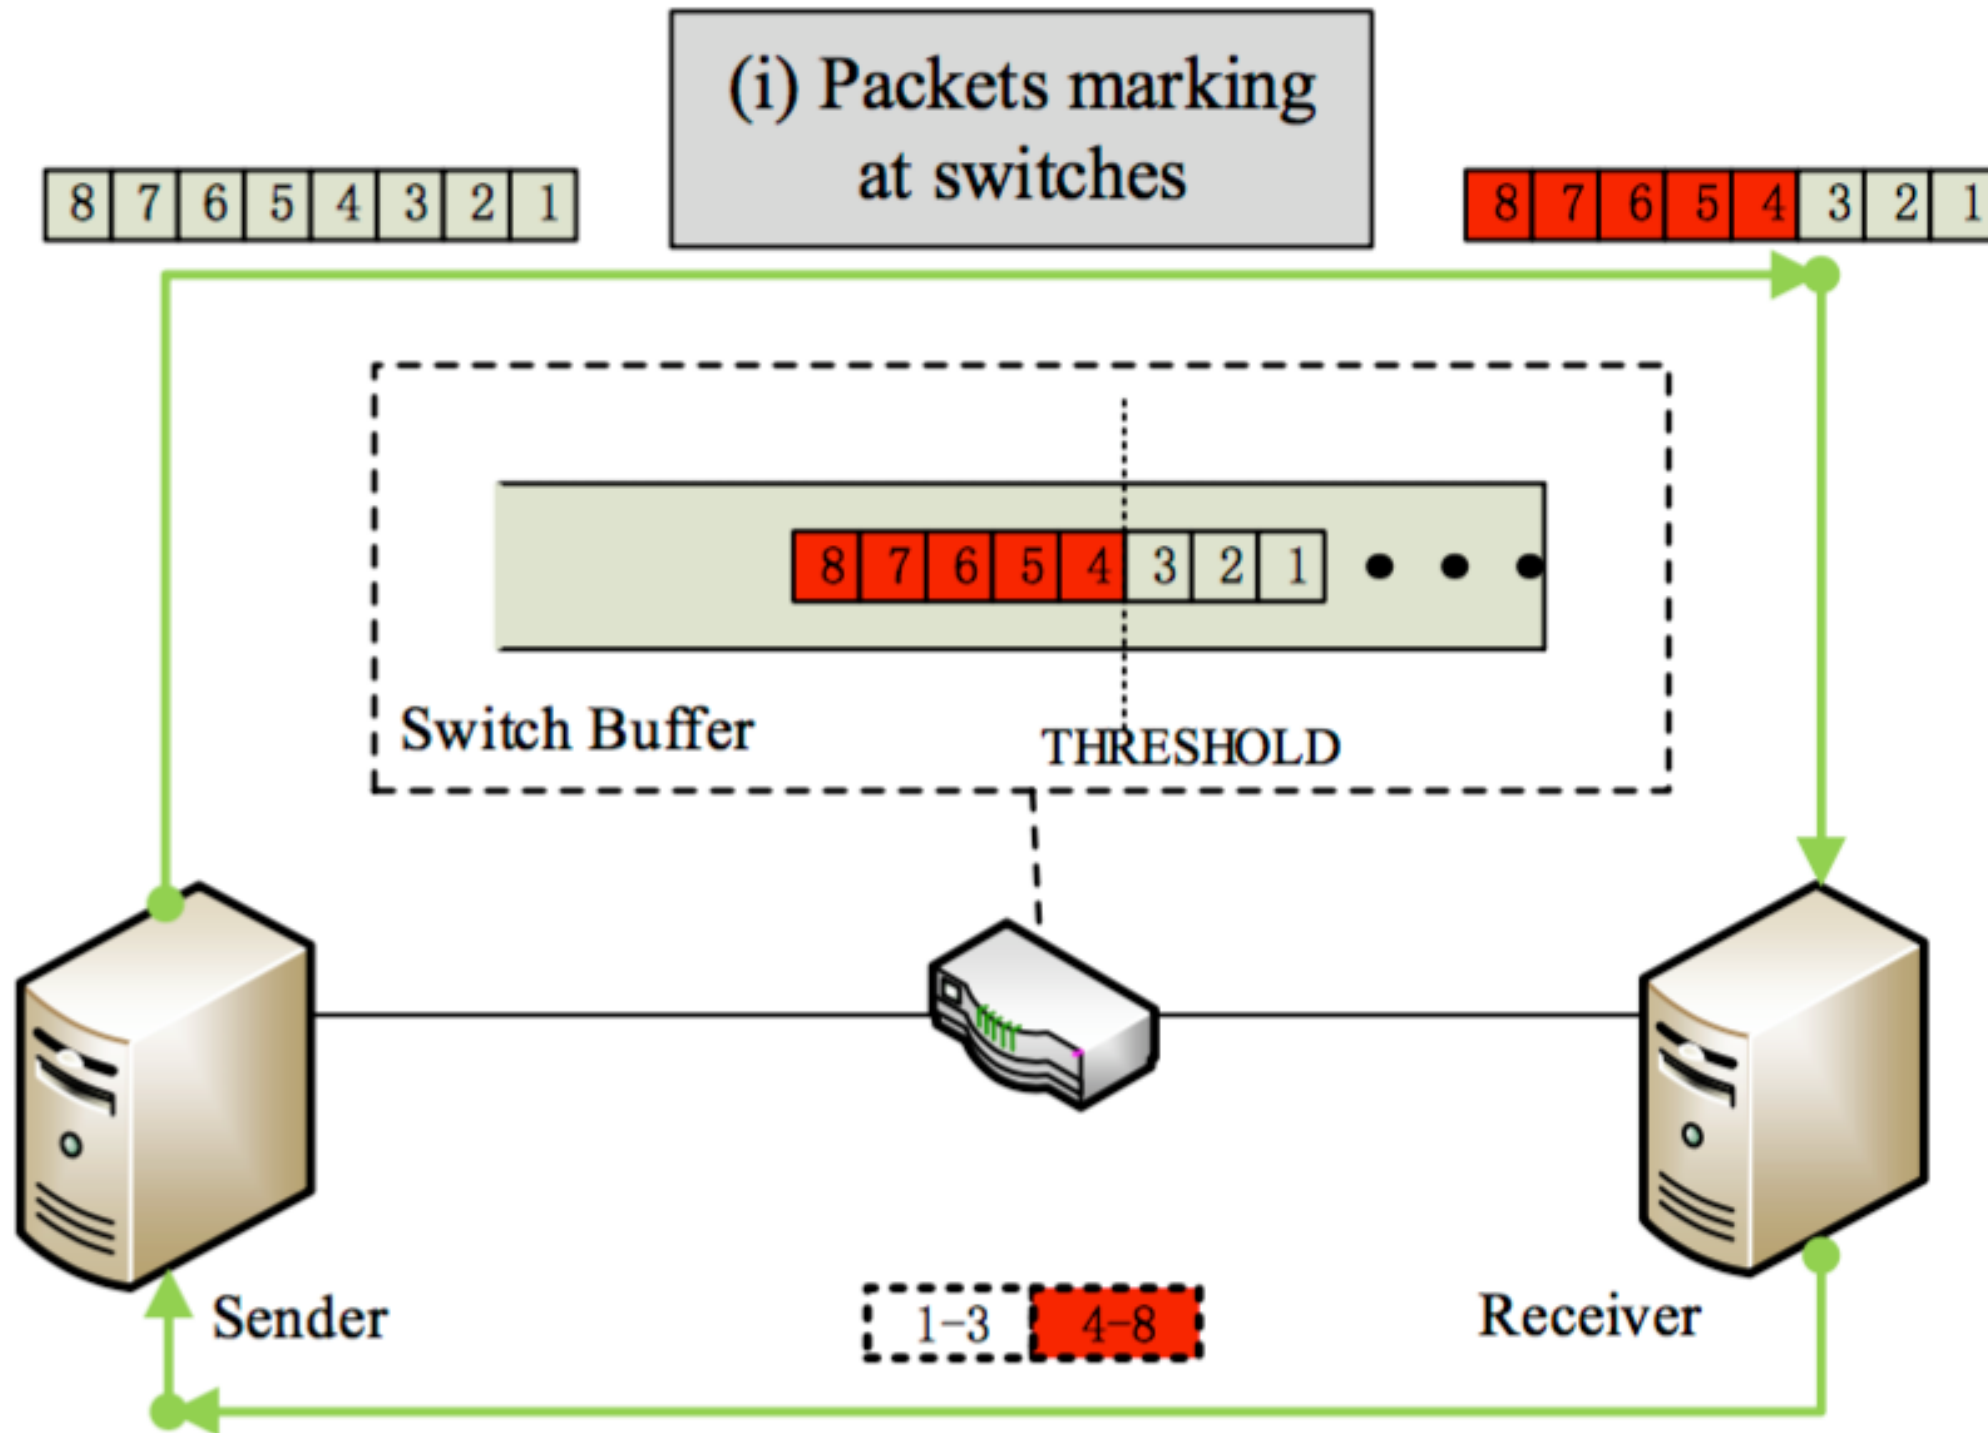 (i) Packets marking
at switches
8 7 6 5 4 3 2 1
8 7 6 5 4 3 2 1
8 7 6 5 4 3 2 1
Switch Buffer
THRESHOLD
Sender
1-3 4-8
Receiver